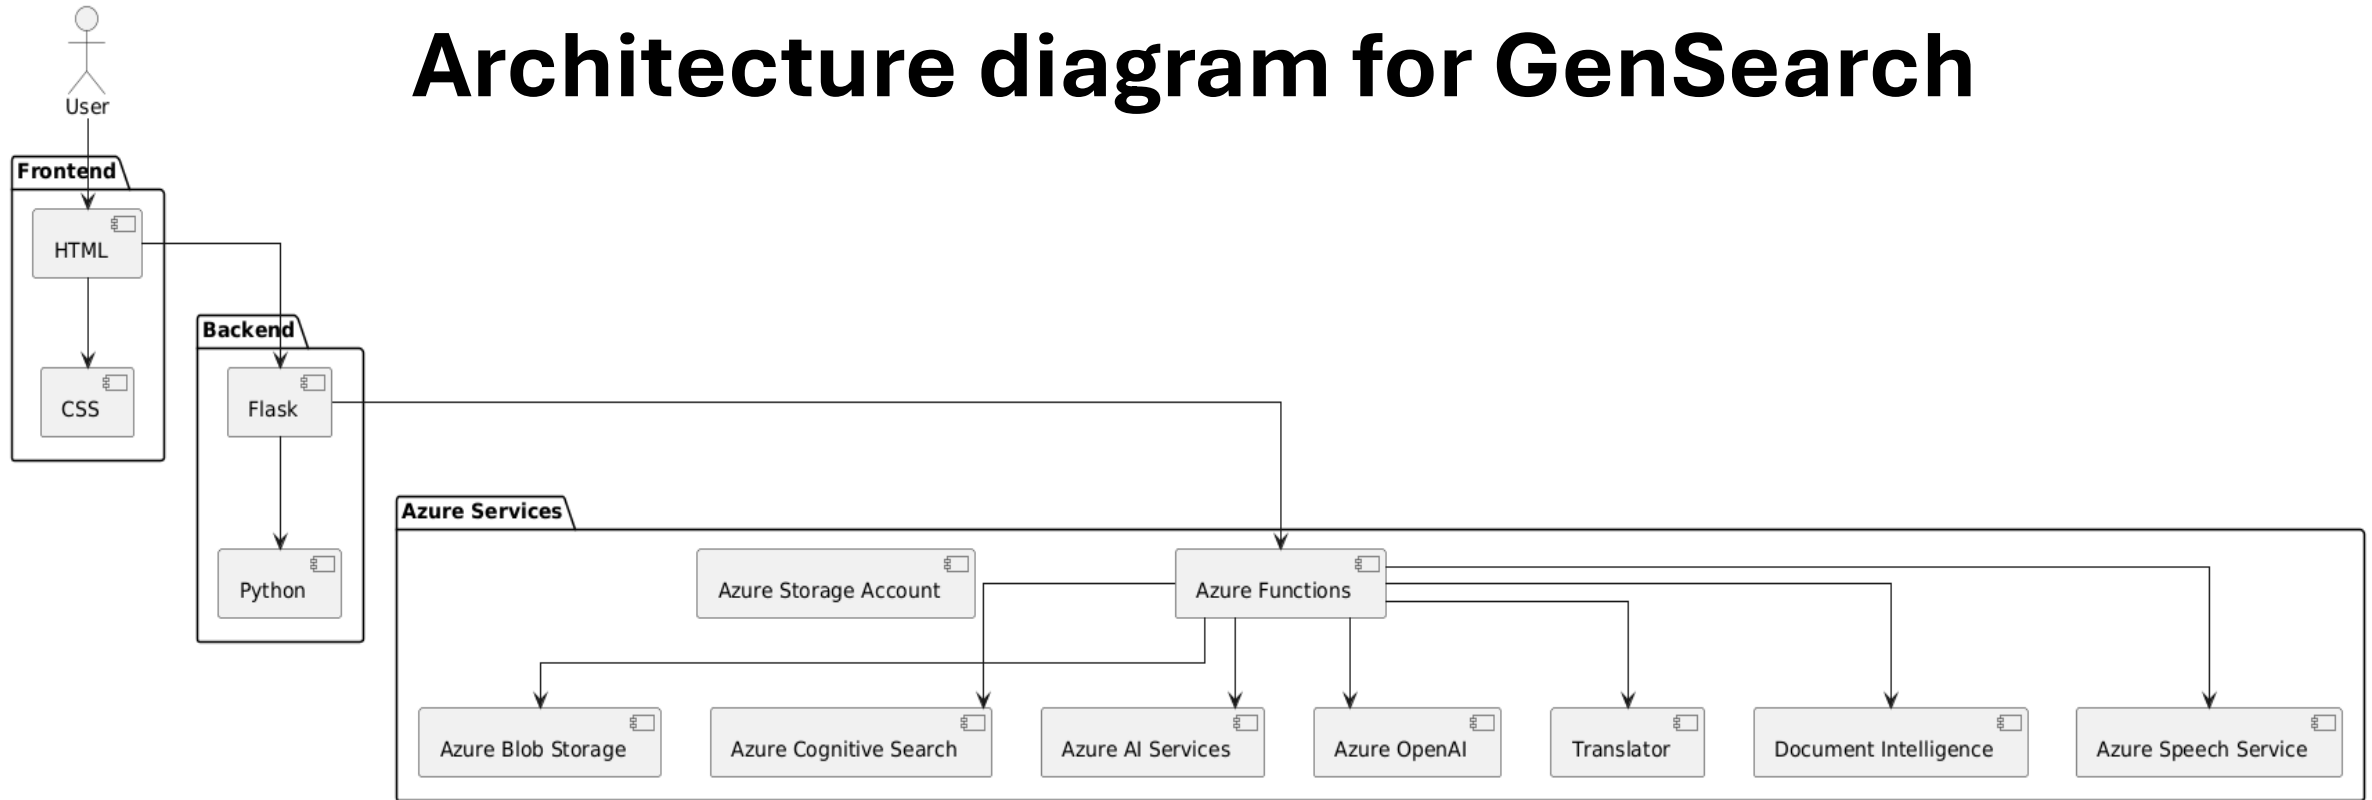 Architecture diagram for GenSearch
User
Frontend
HTML
CSS
Backend
Flask
Python
Azure Services
Azure Storage Account
Azure Functions
Azure Blob Storage
Azure Cognitive Search
Azure AI Services
Azure OpenAI
Translator
Document Intelligence
Azure Speech Service